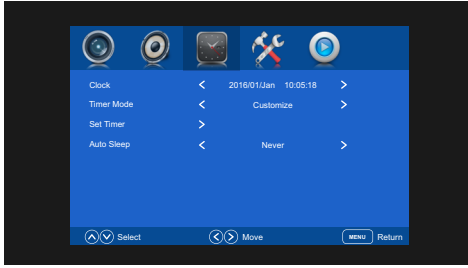 Clock 2016/01/Jan 10:05:18
Timer Mode Customize
Set Timer
Auto Sleep Never
Select Move MENU Return